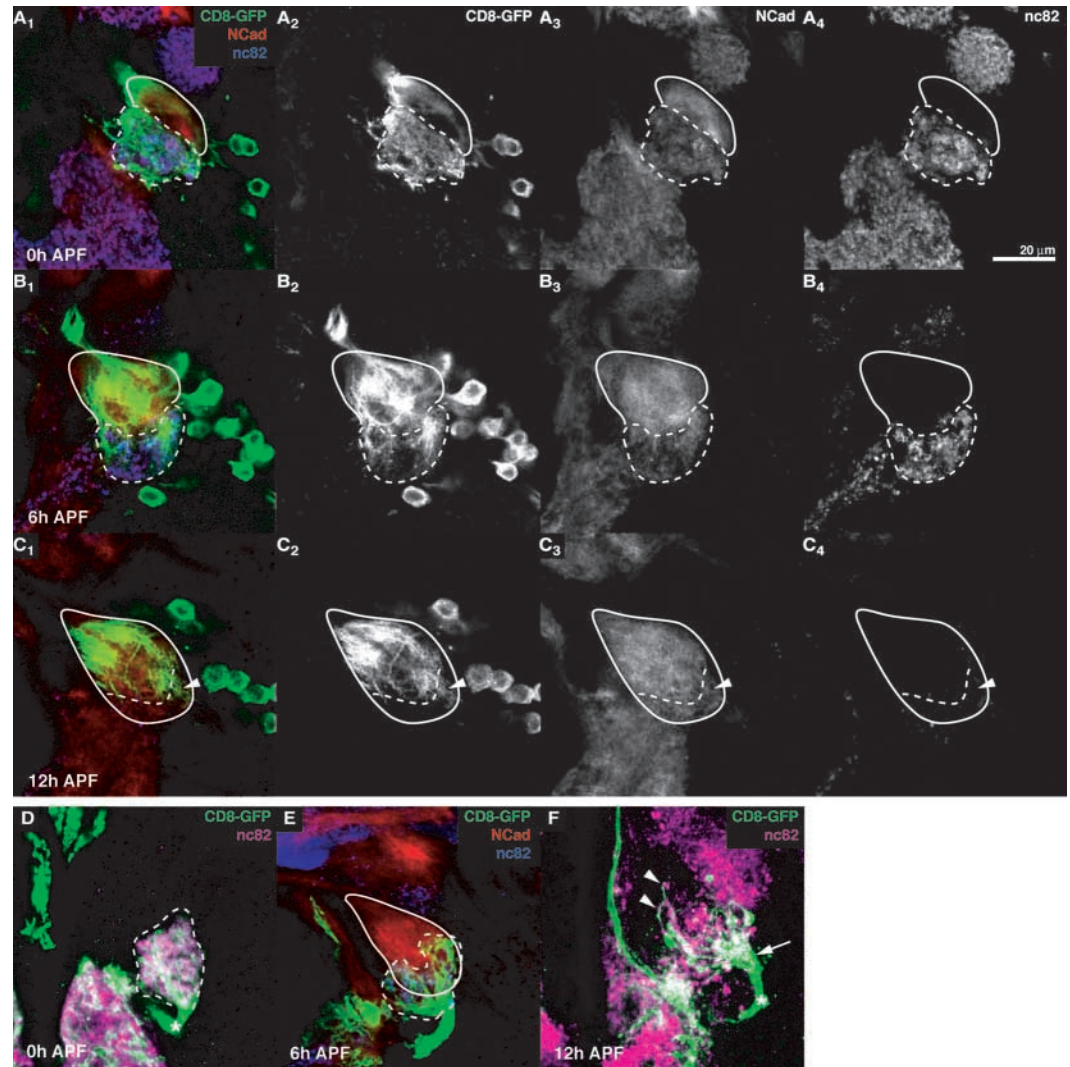 A1 CD8-GFP A2 CD8-GFP A3 NCad A4 nc82
NCad
nc82
0h APF 20 μm
B1 B2 B3 B4
6h APF
C1 C2 C3 C4
12h APF
D CD8-GFP E CD8-GFP F CD8-GFP
nc82 NCad nc82
nc82
* *
0h APF 6h APF 12h APF